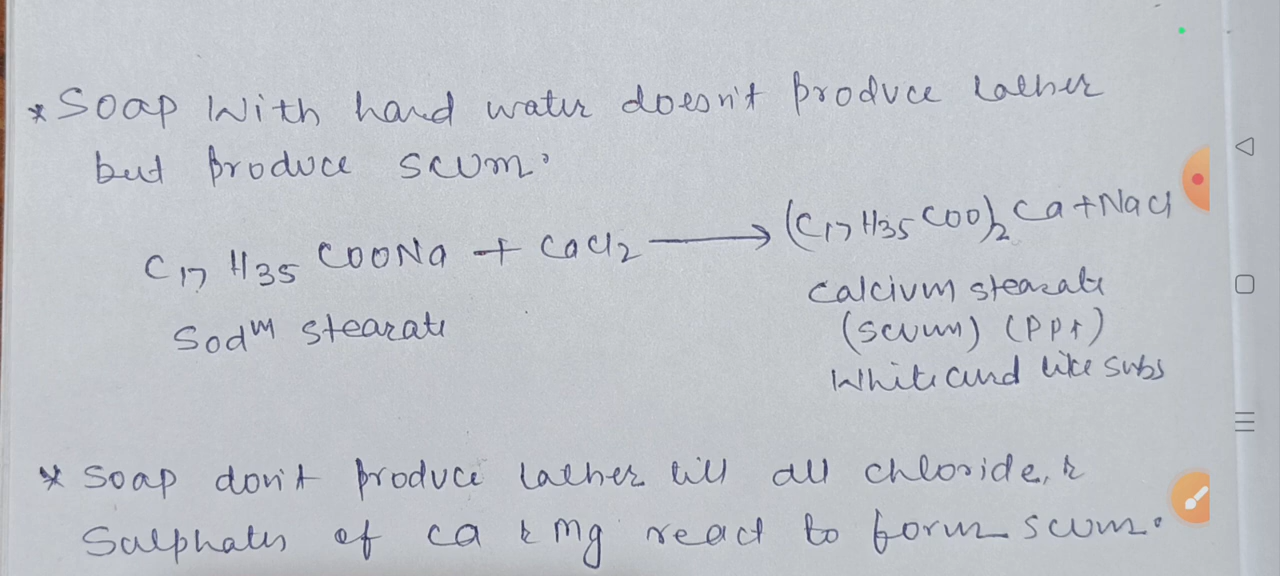 * Soap With hard water doesn't produce lather
but produce scum.
C17 H35 COONa + CaCl2 ⟶ (C17 H35 COO)2 Ca + NaCl
Sodm stearate
Calcium stearate
(scum) (ppt)
White curd like subs
* Soap don't produce lather till all chloride, &
Sulphates of Ca & Mg react to form scum.